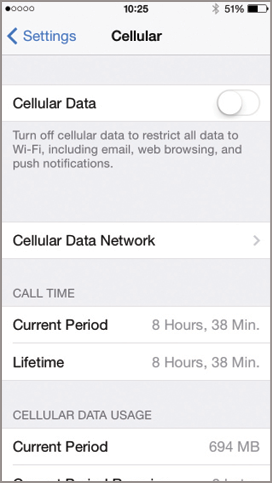 10:25 51%
Settings Cellular
Cellular Data
Turn off cellular data to restrict all data to
Wi-Fi, including email, web browsing, and
push notifications.
Cellular Data Network
CALL TIME
Current Period 8 Hours, 38 Min.
Lifetime 8 Hours, 38 Min.
CELLULAR DATA USAGE
Current Period 694 MB
Current Period